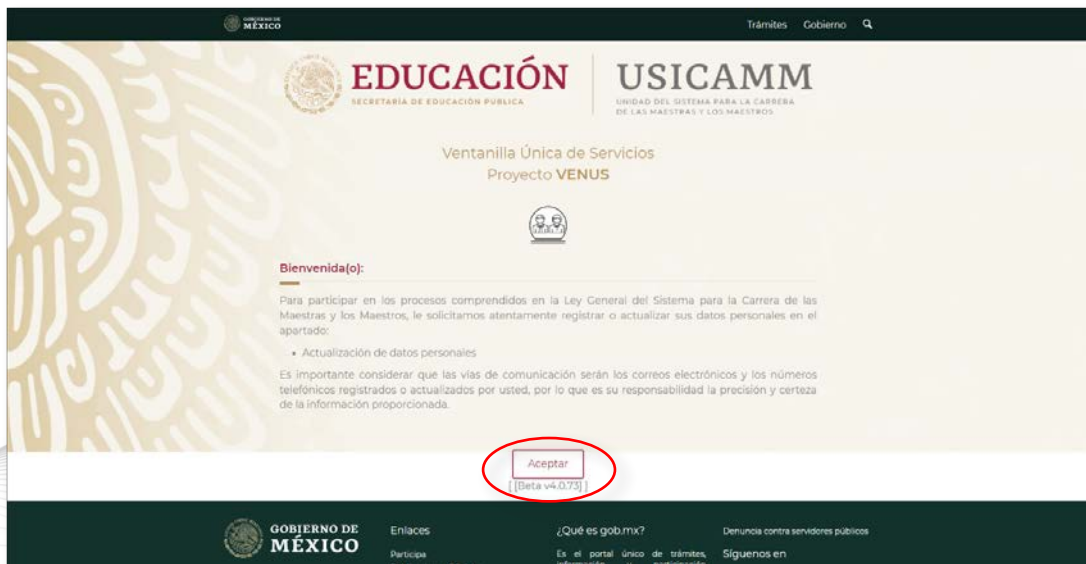 GOBIERNO DE
MÉXICO
Trámites Gobierno
EDUCACIÓN
SECRETARÍA DE EDUCACIÓN PÚBLICA
USICAMM
UNIDAD DEL SISTEMA PARA LA CARRERA
DE LAS MAESTRAS Y LOS MAESTROS
Ventanilla Única de Servicios
Proyecto VENUS
Bienvenida(o):
Para participar en los procesos comprendidos en la Ley General del Sistema para la Carrera de las
Maestras y los Maestros, le solicitamos atentamente registrar o actualizar sus datos personales en el
apartado:
• Actualización de datos personales
Es importante considerar que las vías de comunicación serán los correos electrónicos y los números
telefónicos registrados o actualizados por usted, por lo que es su responsabilidad la precisión y certeza
de la información proporcionada.
Aceptar
[ (Beta v4.0.73) ]
GOBIERNO DE
MÉXICO
Enlaces
Participa
¿Qué es gob.mx?
Es el portal único de trámites,
información y participación
Denuncia contra servidores públicos
Síguenos en